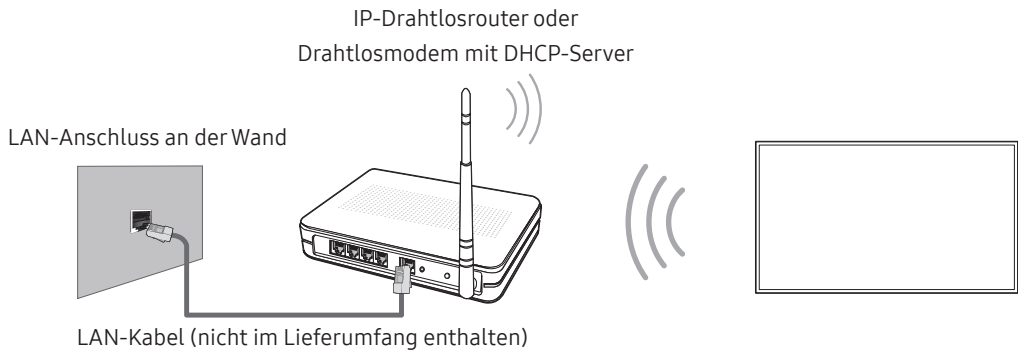 IP-Drahtlosrouter oder
Drahtlosmodem mit DHCP-Server
LAN-Anschluss an der Wand
LAN-Kabel (nicht im Lieferumfang enthalten)